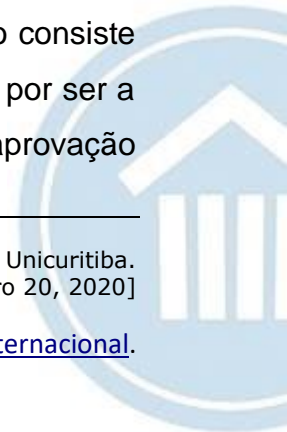 consiste
por ser a
aprovação
Unicuritiba.
ro 20, 2020]
ternacional.